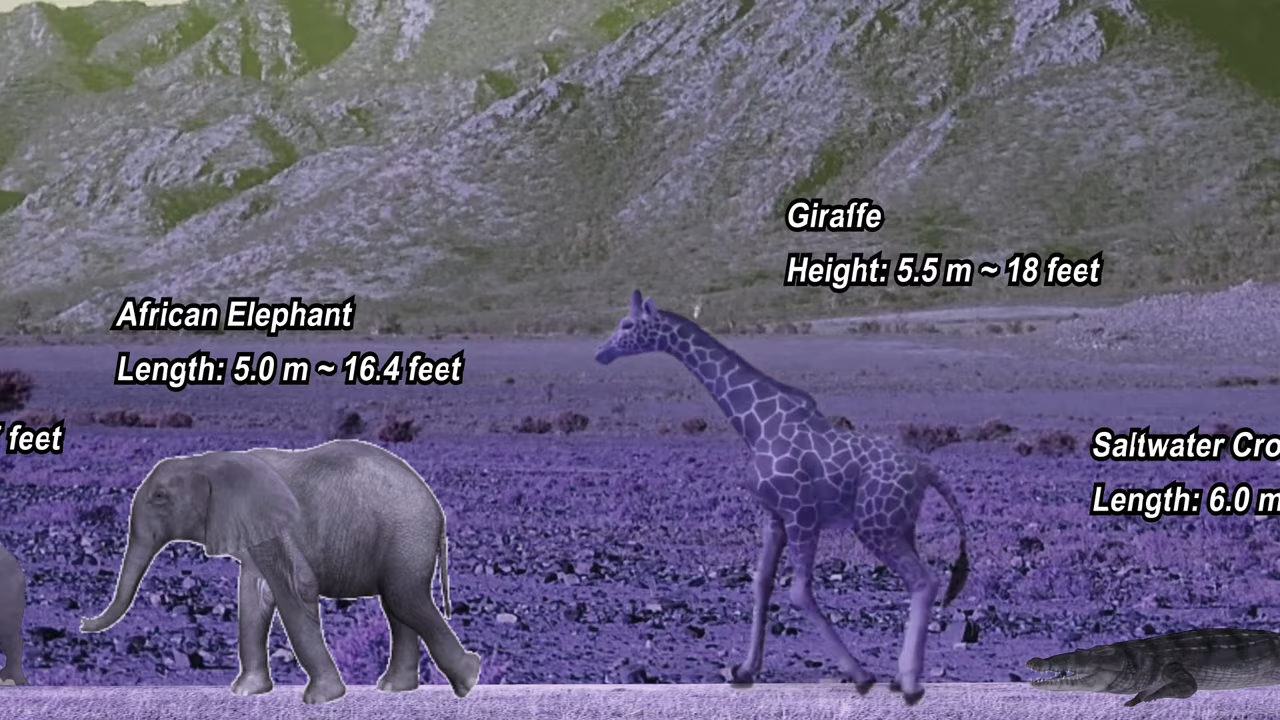 Giraffe
Height: 5.5 m ~ 18 feet
African Elephant
Length: 5.0 m ~ 16.4 feet
feet
Saltwater
Length: 6.0 m